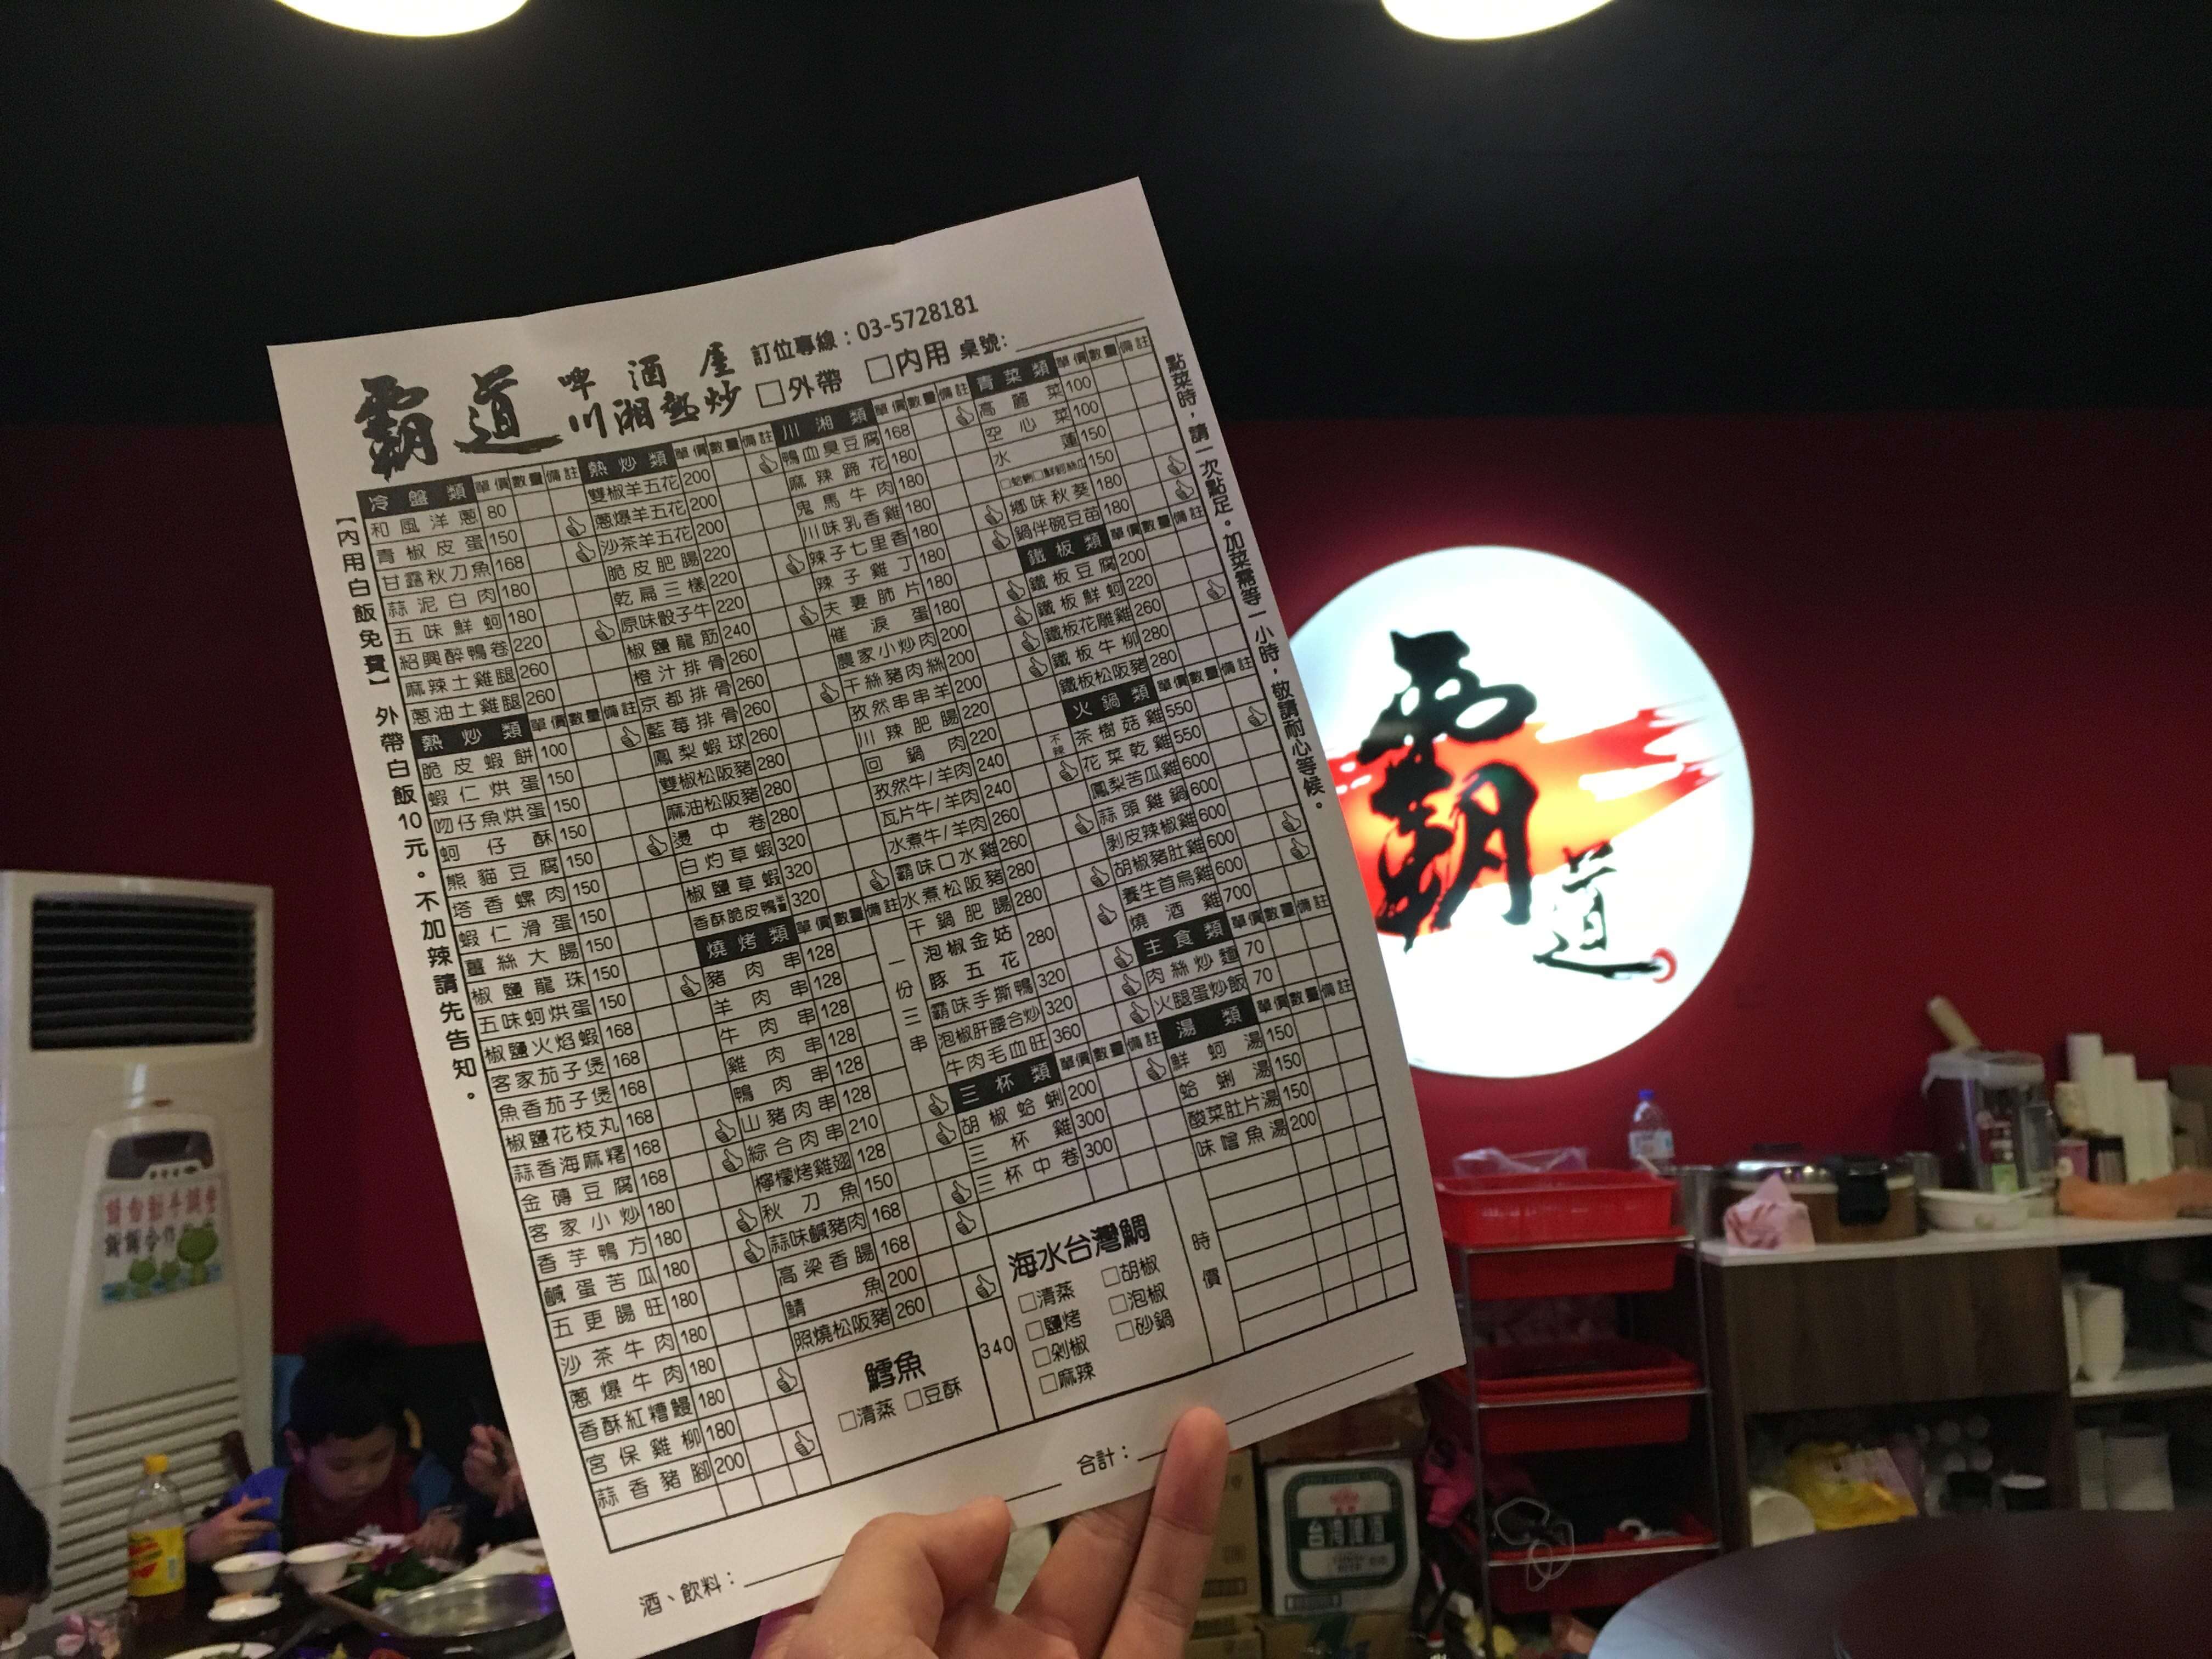 霸道 啤酒屋 川湘熱炒
訂位專線：03-5728181
□外帶 □內用 桌號：
【內用白飯免費】外帶白飯10元。不加辣請先告知。
冷盤類 單價 數量 備註
和風洋蔥 80
青椒皮蛋 150
甘露秋刀魚 168
蒜泥白肉 180
五味鮮蚵 180
紹興醉鴨卷 220
麻辣土雞腿 260
蔥油土雞腿 260
熱炒類 單價 數量 備註
脆皮蝦餅 100
蝦仁烘蛋 150
吻仔魚烘蛋 150
蚵仔酥 150
熊貓豆腐 150
塔香螺肉 150
蝦仁滑蛋 150
薑絲大腸 150
椒鹽龍珠 150
五味蚵烘蛋 150
椒鹽火焰蝦 168
客家茄子煲 168
魚香茄子煲 168
椒鹽花枝丸 168
蒜香海麻糬 168
金磚豆腐 168
客家小炒 180
香芋鴨方 180
鹹蛋苦瓜 180
五更腸旺 180
沙茶牛肉 180
蔥爆牛肉 180
香酥紅糟鰻 180
宮保雞柳 180
蒜香豬腳 200
熱炒類 單價 數量 備註
雙椒羊五花 200
蔥爆羊五花 200
沙茶羊五花 200
脆皮肥腸 220
乾扁三樣 220
原味骰子牛 220
椒鹽龍筋 240
橙汁排骨 260
京都排骨 260
藍莓排骨 260
鳳梨蝦球 260
雙椒松阪豬 280
麻油松阪豬 280
燙中卷 280
白灼草蝦 320
椒鹽草蝦 320
香酥脆皮鴨 320
燒烤類 單價 數量 備註
豬肉串 128
羊肉串 128
牛肉串 128
雞肉串 128
鴨肉串 128
山豬肉串 128
一份三串
綜合肉串 210
檸檬烤雞翅 128
秋刀魚 150
蒜味鹹豬肉 168
高梁香腸 168
鯖魚 200
照燒松阪豬 260
鱈魚
□清蒸 □豆酥
340
川湘類 單價 數量 備註
鴨血臭豆腐 168
麻辣蹄花 180
鬼馬牛肉 180
川味乳香雞 180
辣子七里香 180
辣子雞丁 180
夫妻肺片 180
催淚蛋 180
農家小炒肉 200
干絲豬肉絲 200
孜然串串羊 200
川辣肥腸 220
回鍋肉 220
孜然牛/羊肉 240
瓦片牛/羊肉 240
水煮牛/羊肉 260
霸味口水雞 260
水煮松阪豬 280
干鍋肥腸 280
泡椒金姑豚五花 280
霸味手撕鴨 320
泡椒肝腰合炒 320
牛肉毛血旺 360
三杯類 單價 數量 備註
胡椒蛤蜊 200
三杯雞 300
三杯中卷 300
海水台灣鯛
□清蒸 □胡椒
□鹽烤 □泡椒
□剁椒 □砂鍋
□麻辣
時價
青菜類 單價 數量 備註
高麗菜 100
空心菜 100
水蓮 150
□蛤蜊□鮮蚵絲瓜 150
鄉味秋葵 180
鍋伴碗豆苗 180
鐵板類 單價 數量 備註
鐵板豆腐 200
鐵板鮮蚵 220
鐵板花雕雞 260
鐵板牛柳 280
鐵板松阪豬 280
火鍋類 單價 數量 備註
不辣
茶樹菇雞 550
花菜乾雞 550
鳳梨苦瓜雞 600
蒜頭雞鍋 600
剝皮辣椒雞 600
胡椒豬肚雞 600
養生首烏雞 600
燒酒雞 700
主食類 單價 數量 備註
肉絲炒麵 70
火腿蛋炒飯 70
湯類 單價 數量 備註
鮮蚵湯 150
蛤蜊湯 150
酸菜肚片湯 150
味噌魚湯 200
點菜時，請一次點足。加菜需等一小時，敬請耐心等候。
酒、飲料：
合計：
霸道
台灣啤酒